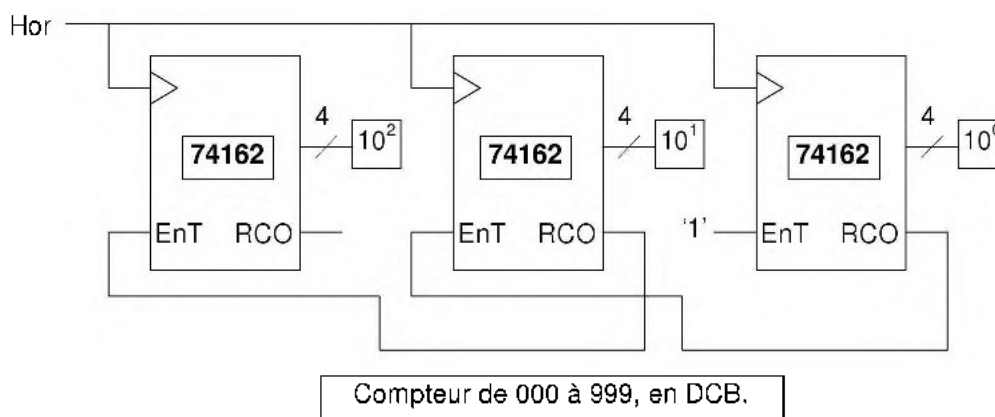 Hor
4
10²
4
10¹
4
10⁰
74162
74162
74162
EnT RCO
EnT RCO
'1'
EnT RCO
Compteur de 000 à 999, en DCB.